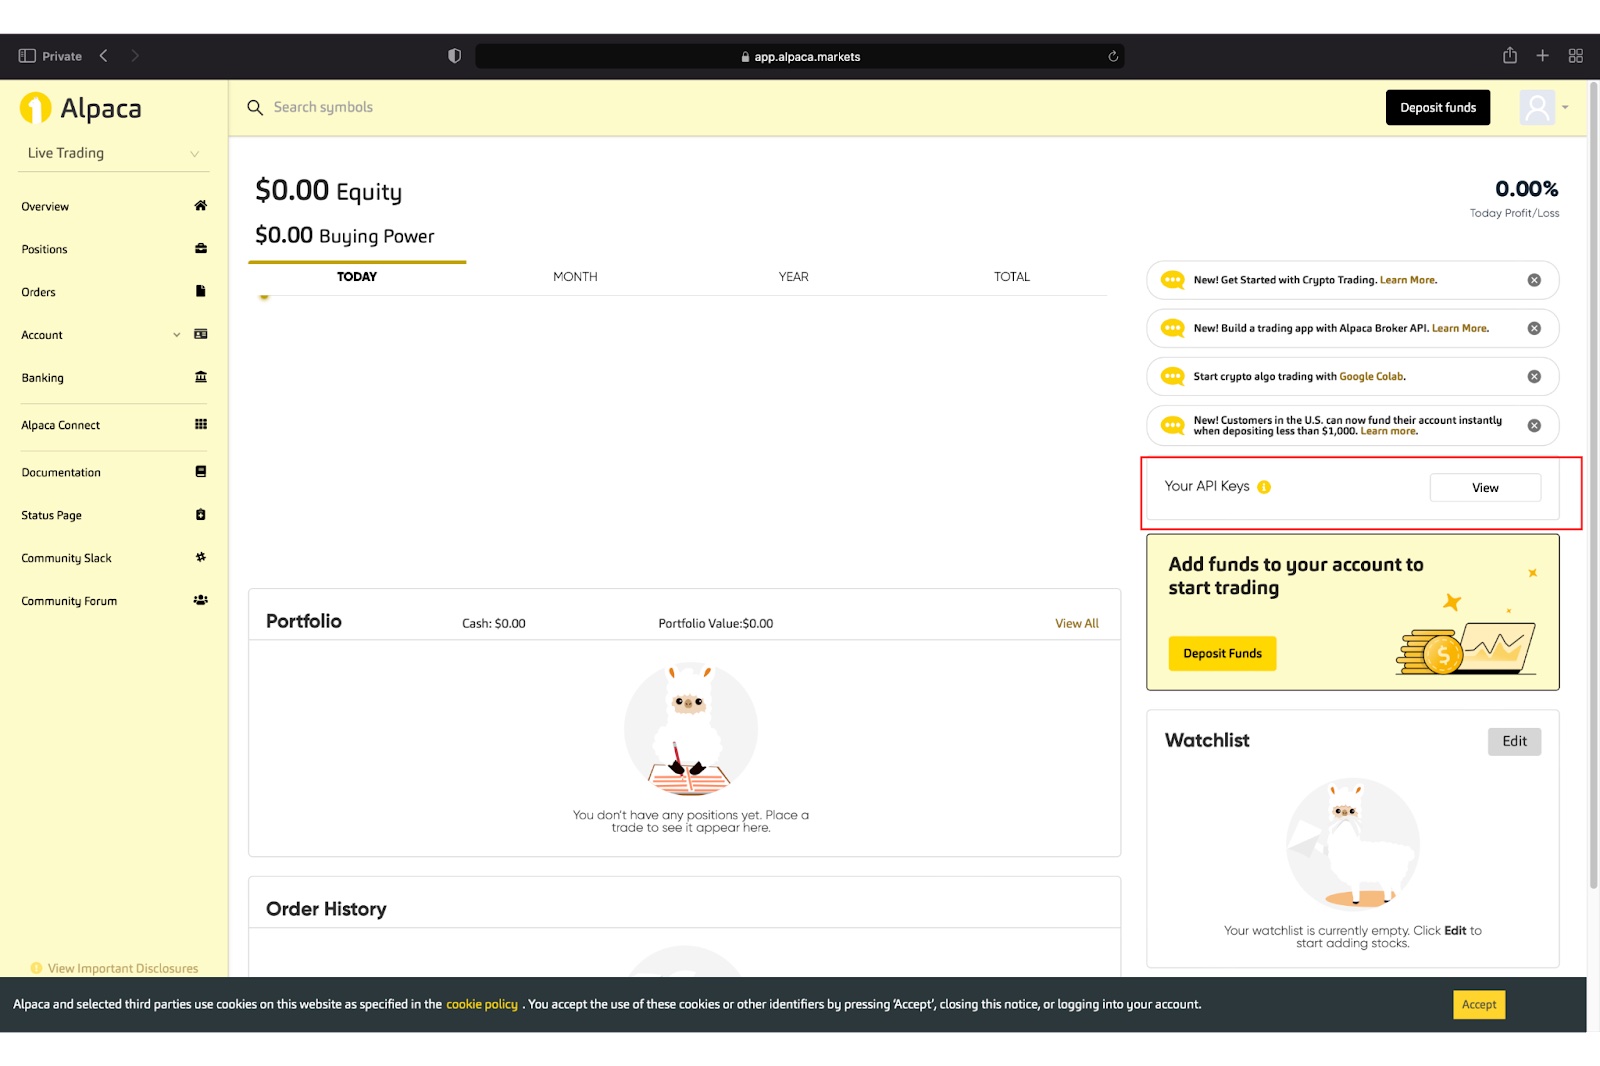 Private
app.alpaca.markets
Alpaca
Search symbols
Deposit funds
Live Trading
Overview
Positions
Orders
Account
Banking
Alpaca Connect
Documentation
Status Page
Community Slack
Community Forum
View Important Disclosures
$0.00 Equity
$0.00 Buying Power
0.00%
Today Profit/Loss
TODAY MONTH YEAR TOTAL
New! Get Started with Crypto Trading. Learn More.
New! Build a trading app with Alpaca Broker API. Learn More.
Start crypto algo trading with Google Colab.
New! Customers in the U.S. can now fund their account instantly
when depositing less than $1,000. Learn more.
Your API Keys View
Add funds to your account to
start trading
Deposit Funds
Portfolio Cash: $0.00 Portfolio Value:$0.00 View All
You don't have any positions yet. Place a
trade to see it appear here.
Watchlist Edit
Your watchlist is currently empty. Click Edit to
start adding stocks.
Order History
Alpaca and selected third parties use cookies on this website as specified in the cookie policy . You accept the use of these cookies or other identifiers by pressing 'Accept', closing this notice, or logging into your account.
Accept